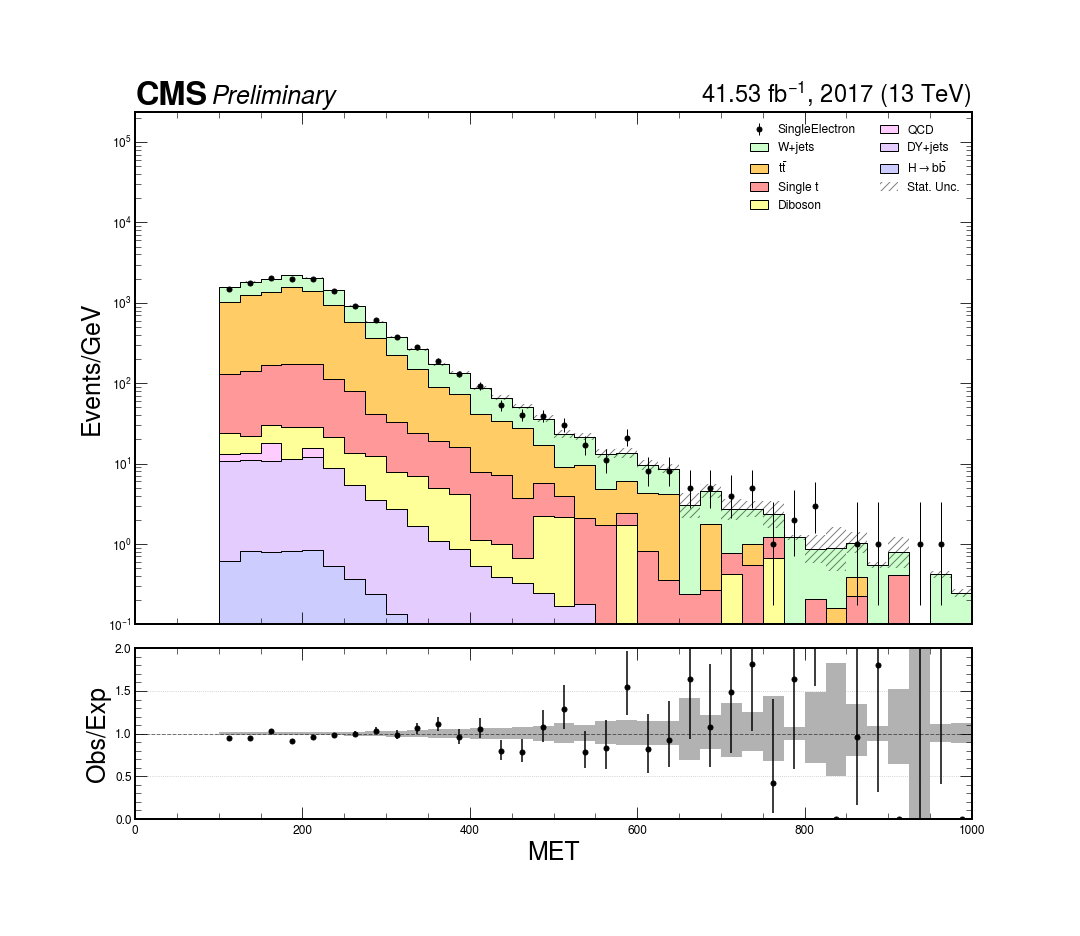 CMS Preliminary
41.53 fb⁻¹, 2017 (13 TeV)
SingleElectron
W+jets
tt̄
Single t
Diboson
QCD
DY+jets
H→bb̄
Stat. Unc.
Events/GeV
10⁵
10⁴
10³
10²
10¹
10⁰
10⁻¹
Obs/Exp
2.0
1.5
1.0
0.5
0.0
0 200 400 600 800 1000
MET